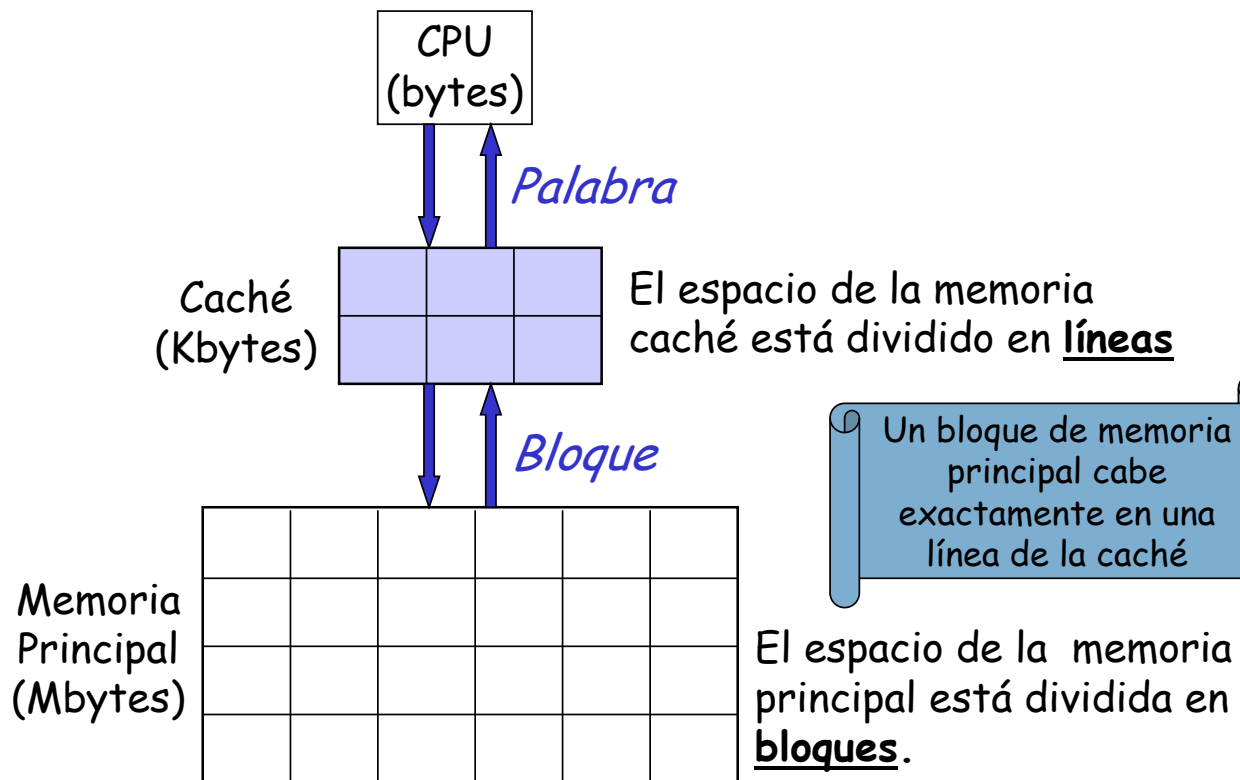 CPU
(bytes)
Palabra
Caché
(Kbytes)
El espacio de la memoria
caché está dividido en líneas
Bloque
Un bloque de memoria
principal cabe
exactamente en una
línea de la caché
Memoria
Principal
(Mbytes)
El espacio de la memoria
principal está dividida en
bloques.